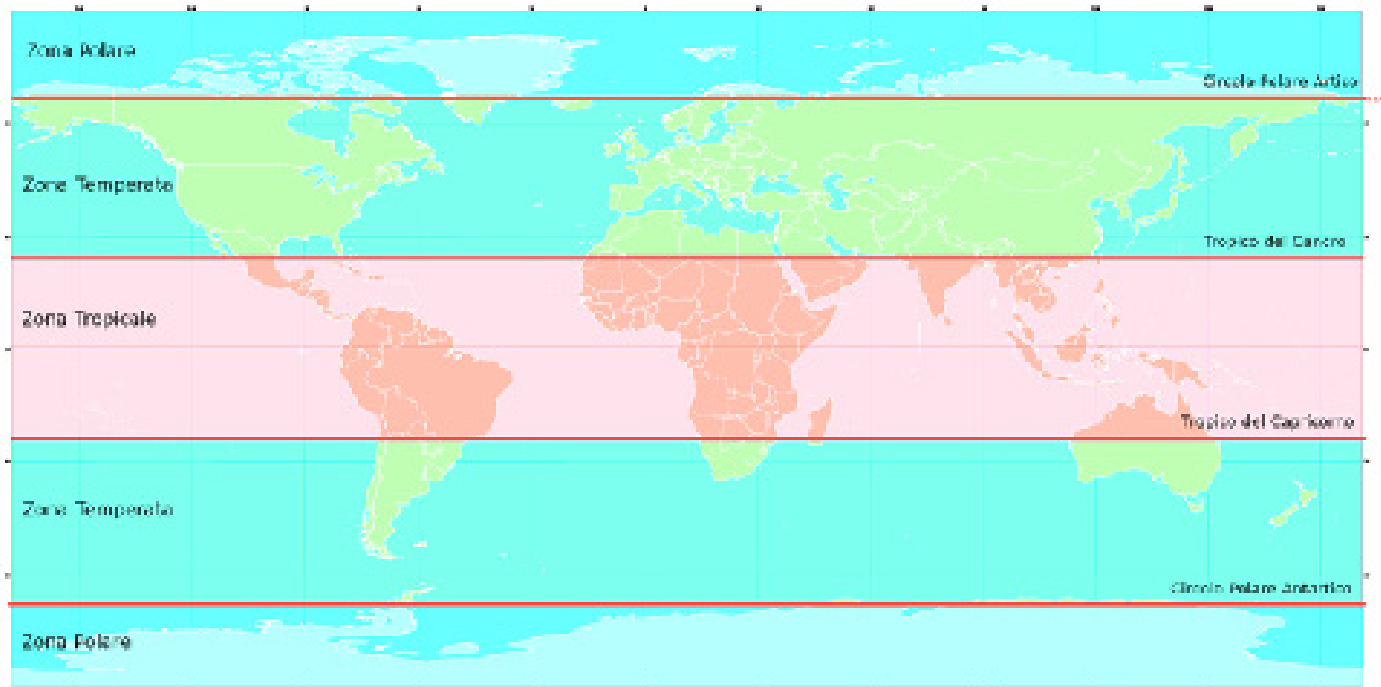 Zona Polare
Circolo Polare Artico
Zona Temperata
Tropico del Cancro
Zona Tropicale
Tropico del Capricorno
Zona Temperata
Circolo Polare Antartico
Zona Polare